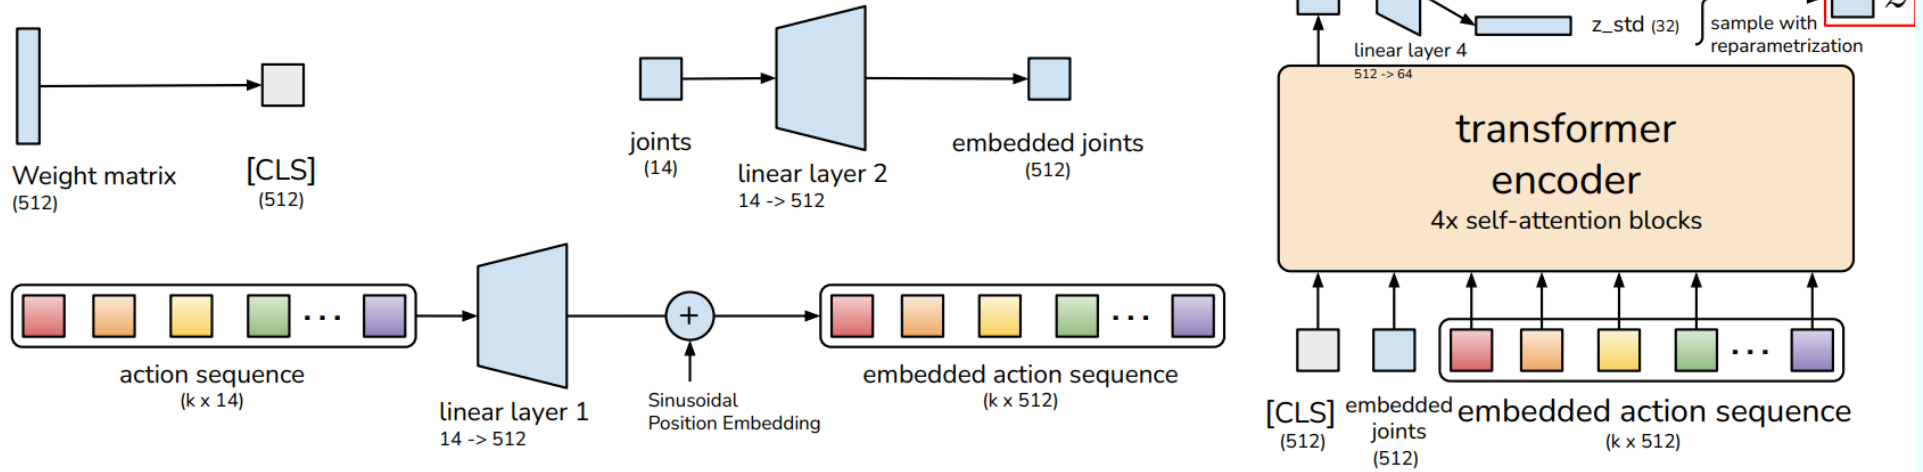 Weight matrix
(512)
[CLS]
(512)
joints
(14)
linear layer 2
14 -> 512
embedded joints
(512)
action sequence
(k x 14)
linear layer 1
14 -> 512
+
Sinusoidal
Position Embedding
embedded action sequence
(k x 512)
z_std (32)
sample with
reparametrization
linear layer 4
512 -> 64
transformer
encoder
4x self-attention blocks
[CLS]
(512)
embedded
joints
(512)
embedded action sequence
(k x 512)